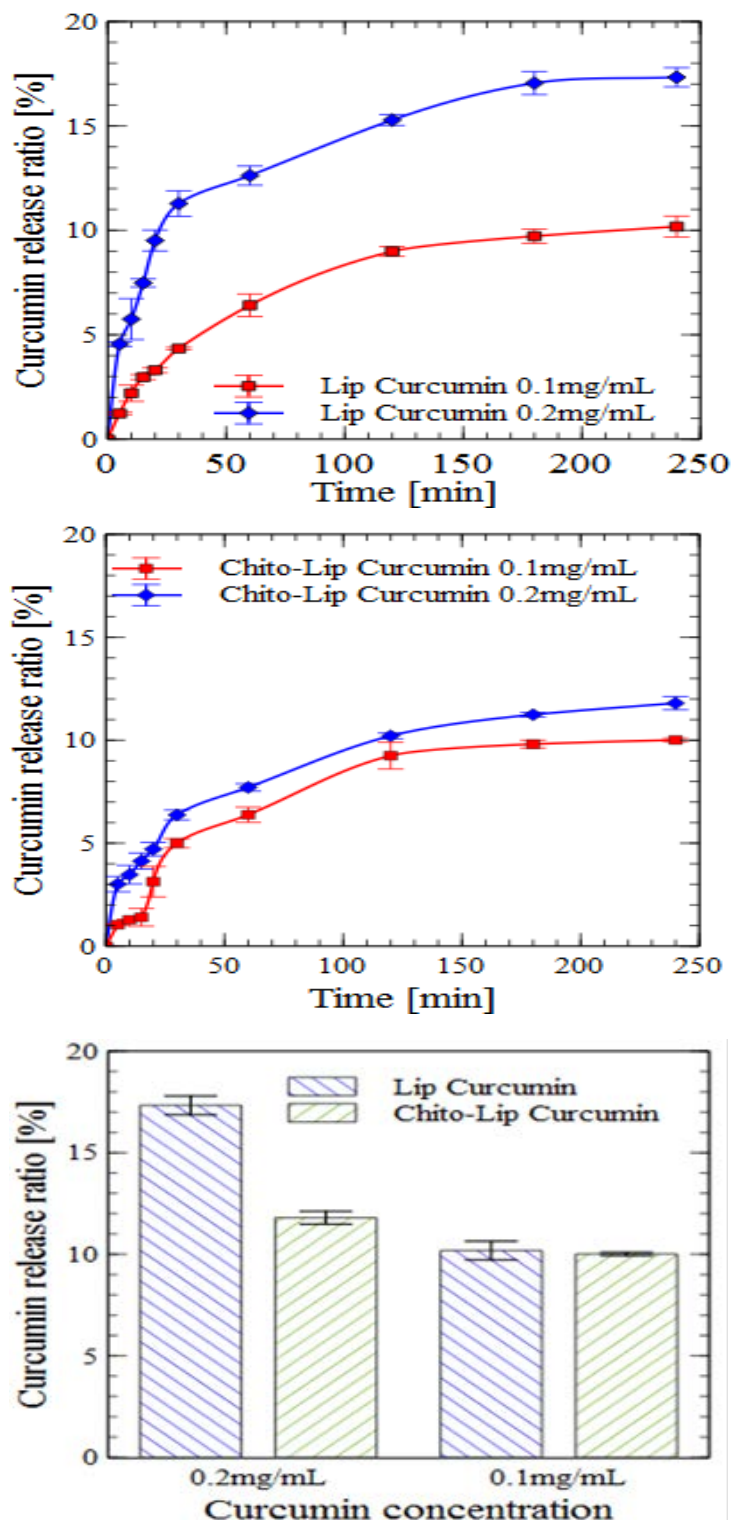 20
15
10
5
0
Curcumin release ratio [%]
Lip Curcumin 0.1mg/mL
Lip Curcumin 0.2mg/mL
0 50 100 150 200 250
Time [min]
20
15
10
5
0
Curcumin release ratio [%]
Chito-Lip Curcumin 0.1mg/mL
Chito-Lip Curcumin 0.2mg/mL
0 50 100 150 200 250
Time [min]
20
15
10
5
0
Curcumin release ratio [%]
Lip Curcumin
Chito-Lip Curcumin
0.2mg/mL 0.1mg/mL
Curcumin concentration